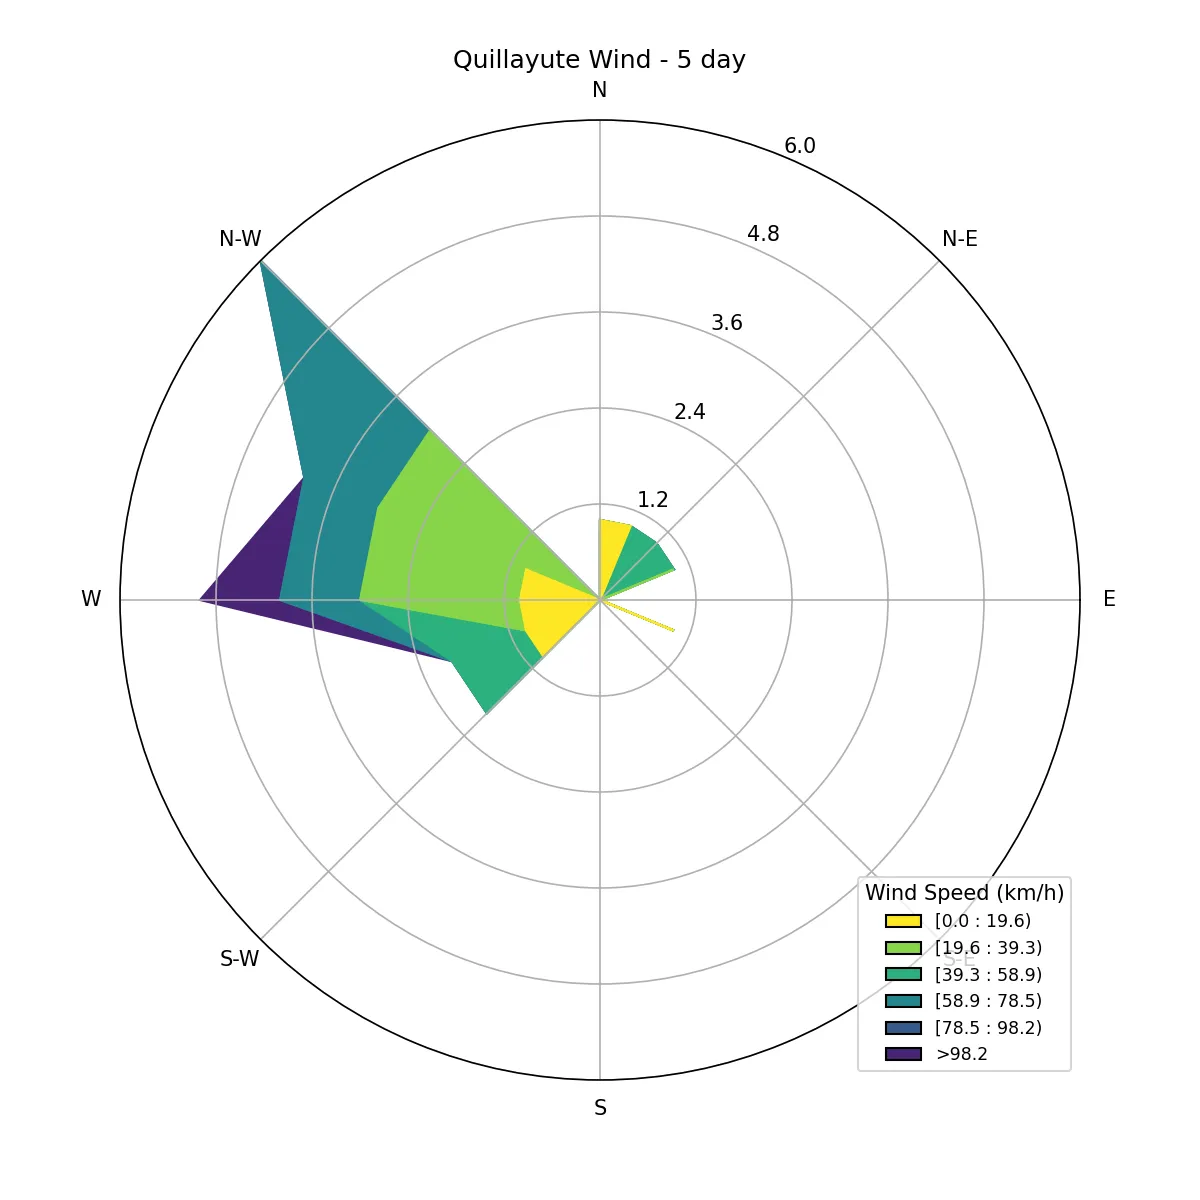 Quillayute Wind - 5 day
N
6.0
N-W
N-E
4.8
3.6
2.4
1.2
W
E
S-W
S-E
Wind Speed (km/h)
[0.0 : 19.6)
[19.6 : 39.3)
[39.3 : 58.9)
[58.9 : 78.5)
[78.5 : 98.2)
>98.2
S